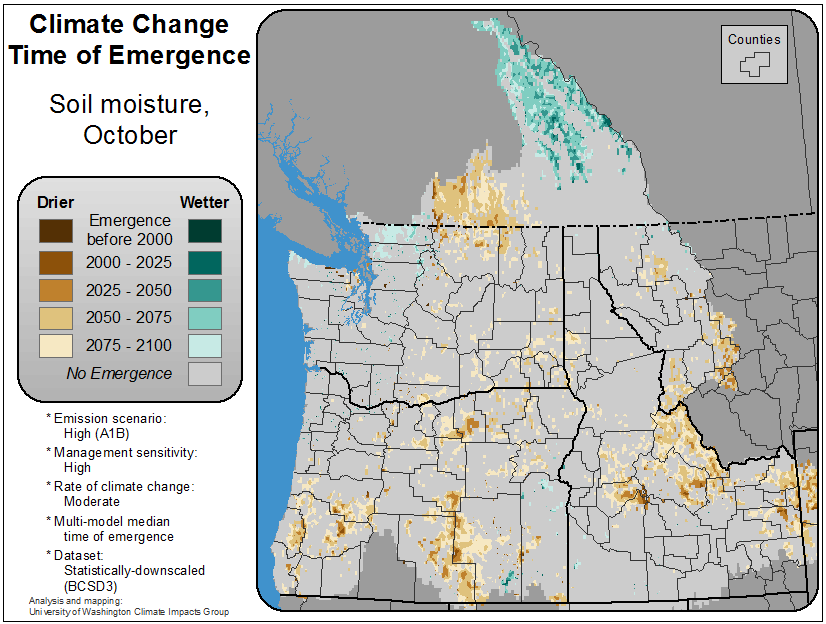 Climate Change
Time of Emergence
Soil moisture,
October
Drier
Wetter
Emergence
before 2000
2000 - 2025
2025 - 2050
2050 - 2075
2075 - 2100
No Emergence
* Emission scenario:
High (A1B)
* Management sensitivity:
High
* Rate of climate change:
Moderate
* Multi-model median
time of emergence
* Dataset:
Statistically-downscaled
(BCSD3)
Analysis and mapping:
University of Washington Climate Impacts Group
Counties